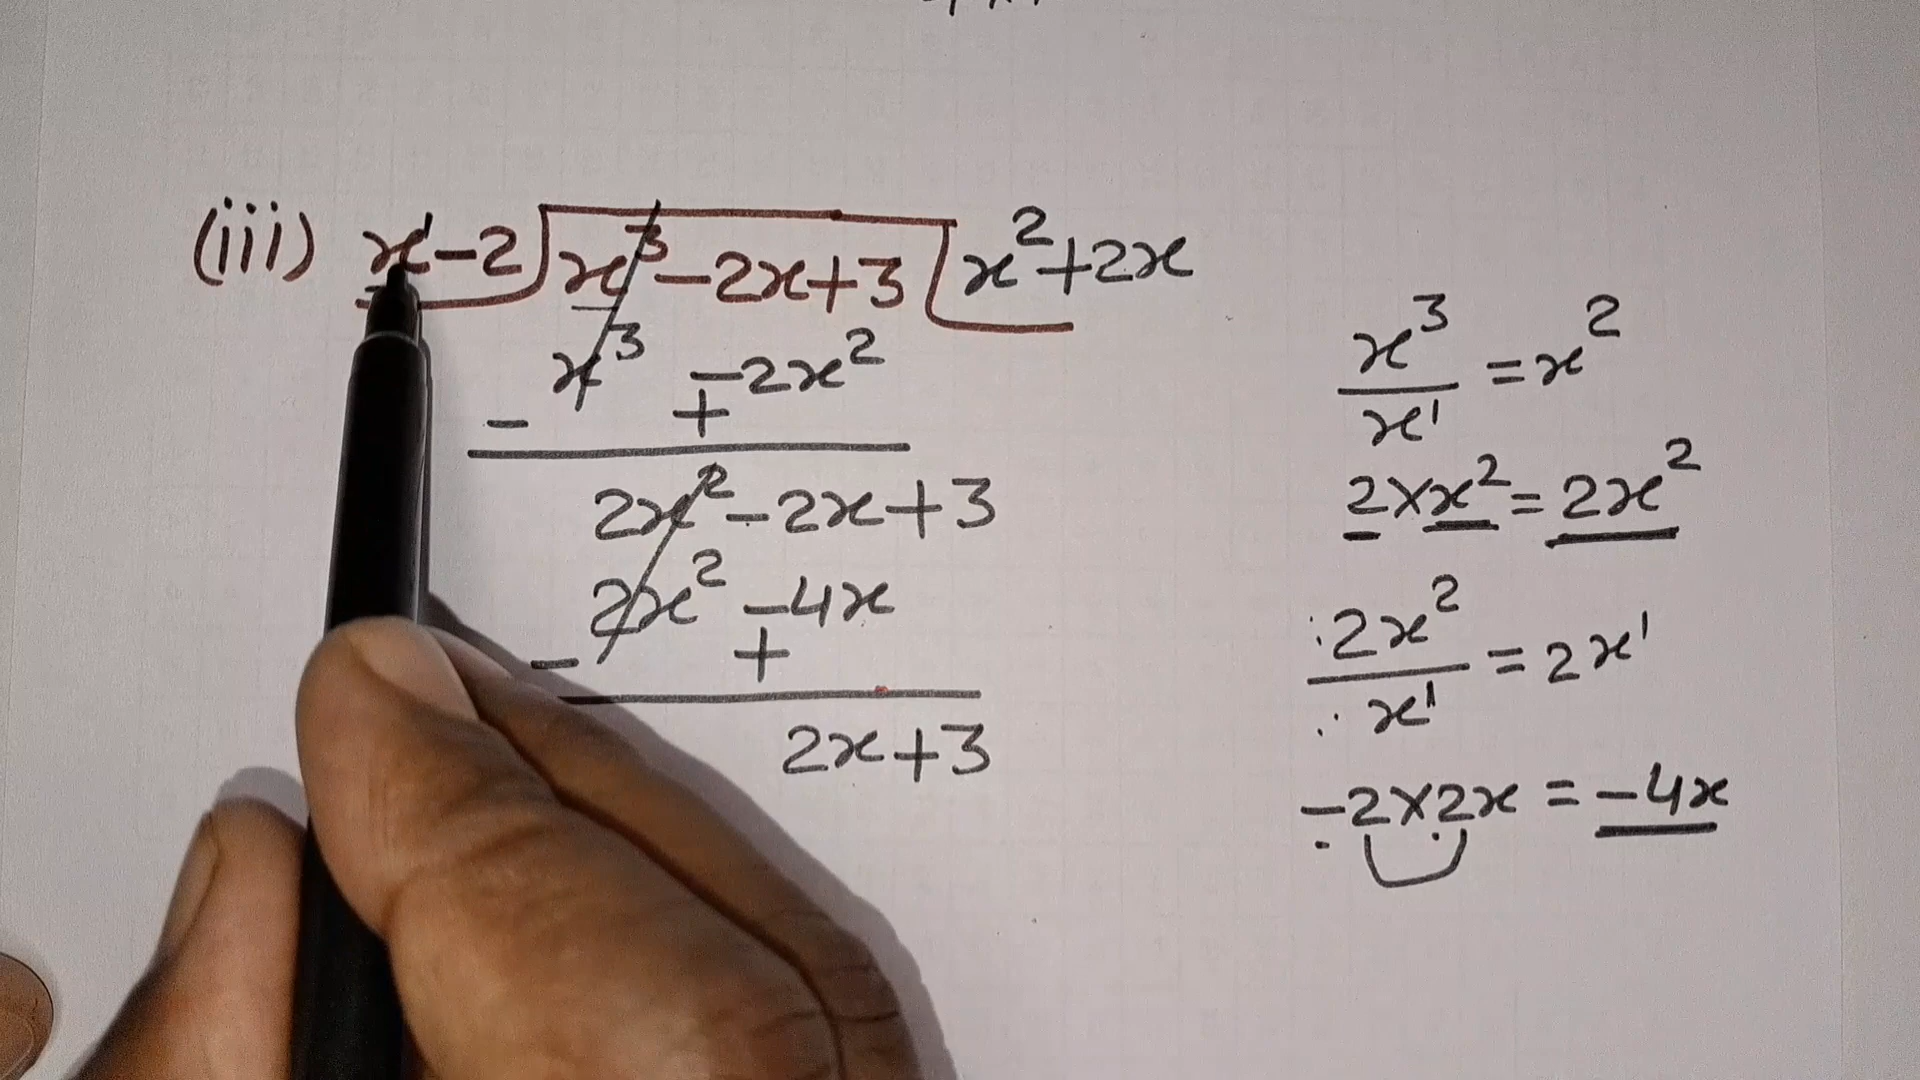 (iii) x¹-2)x³-2x+3(x²+2x
x³ -2x²
- +
2x²-2x+3
2x² -4x
- +
2x+3
x³/x¹ = x²
2×x²=2x²
2x²/x¹ = 2x¹
-2×2x = -4x